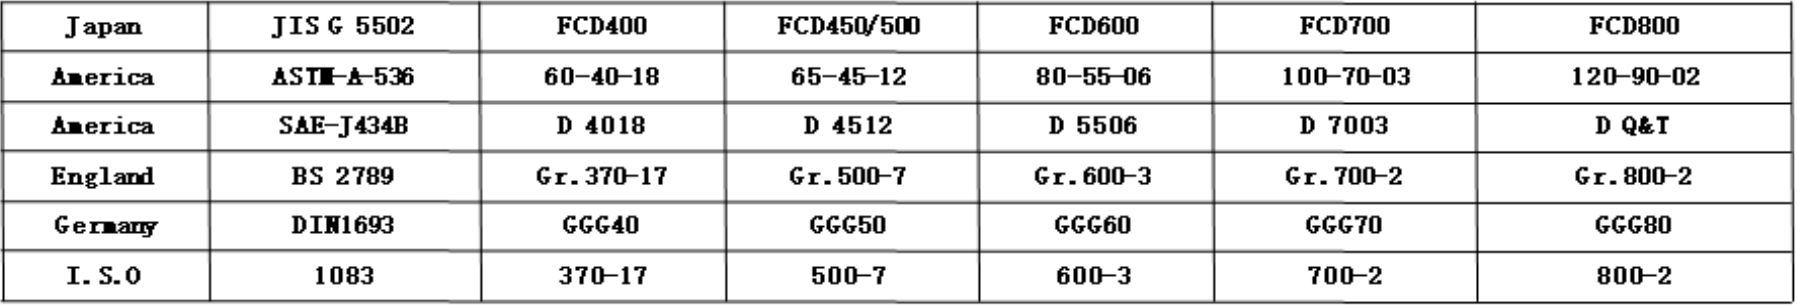 Japan JIS G 5502 FCD400 FCD450/500 FCD600 FCD700 FCD800
America ASTM-A-536 60-40-18 65-45-12 80-55-06 100-70-03 120-90-02
America SAE-J434B D 4018 D 4512 D 5506 D 7003 D Q&T
England BS 2789 Gr.370-17 Gr.500-7 Gr.600-3 Gr.700-2 Gr.800-2
Germany DIN1693 GGG40 GGG50 GGG60 GGG70 GGG80
I.S.O 1083 370-17 500-7 600-3 700-2 800-2